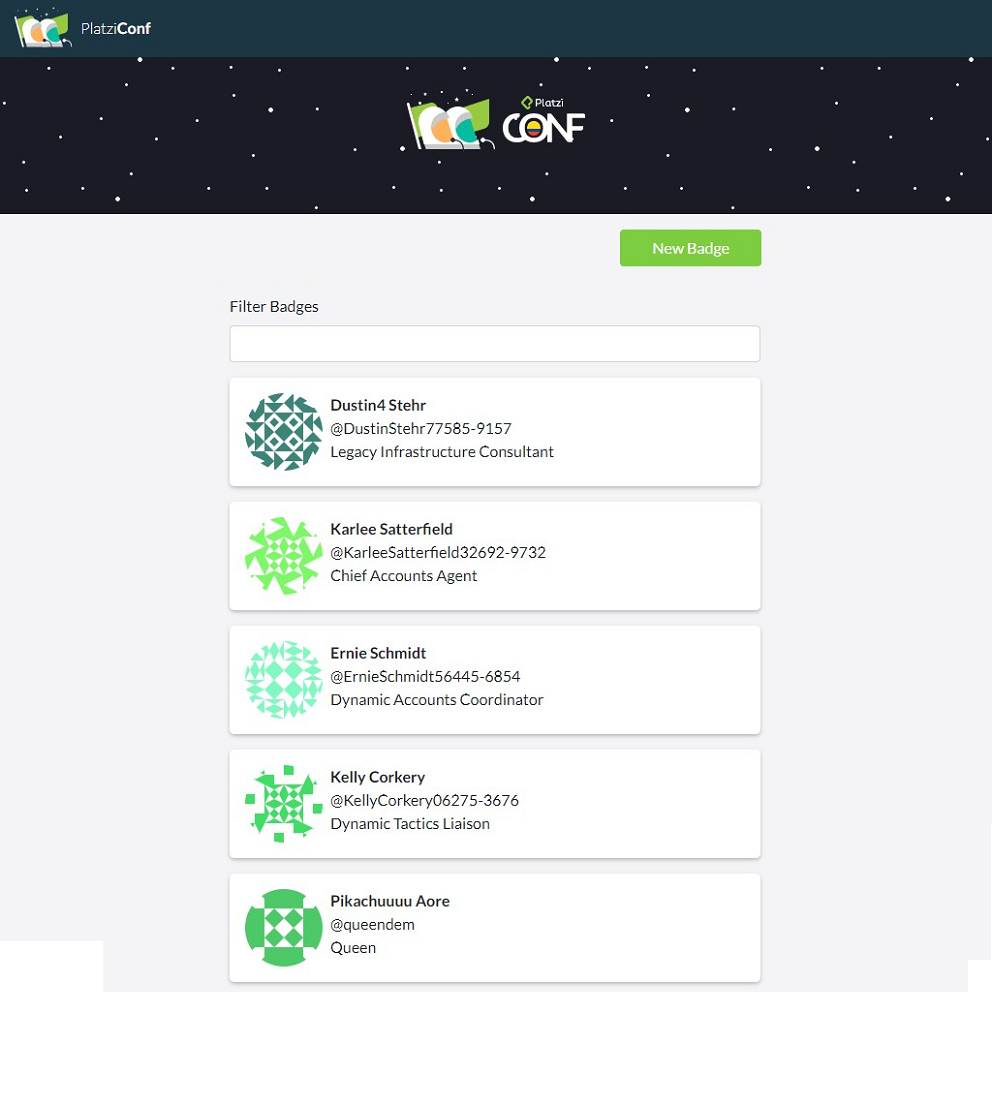 PlatziConf
Platzi
CONF
New Badge
Filter Badges
Dustin4 Stehr
@DustinStehr77585-9157
Legacy Infrastructure Consultant
Karlee Satterfield
@KarleeSatterfield32692-9732
Chief Accounts Agent
Ernie Schmidt
@ErnieSchmidt56445-6854
Dynamic Accounts Coordinator
Kelly Corkery
@KellyCorkery06275-3676
Dynamic Tactics Liaison
Pikachuuuu Aore
@queendem
Queen